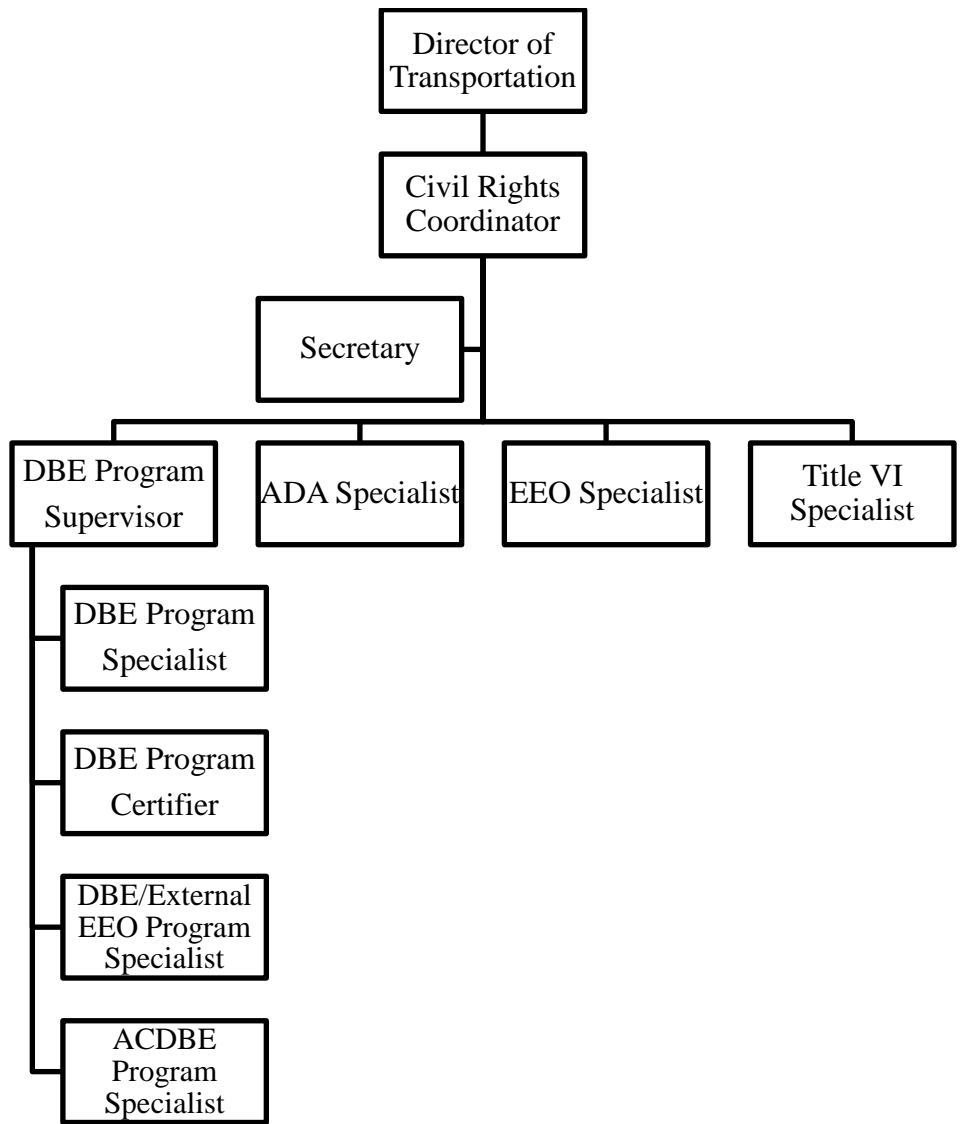 Director of
Transportation
Civil Rights
Coordinator
Secretary
DBE Program
Supervisor
ADA Specialist
EEO Specialist
Title VI
Specialist
DBE Program
Specialist
DBE Program
Certifier
DBE/External
EEO Program
Specialist
ACDBE
Program
Specialist